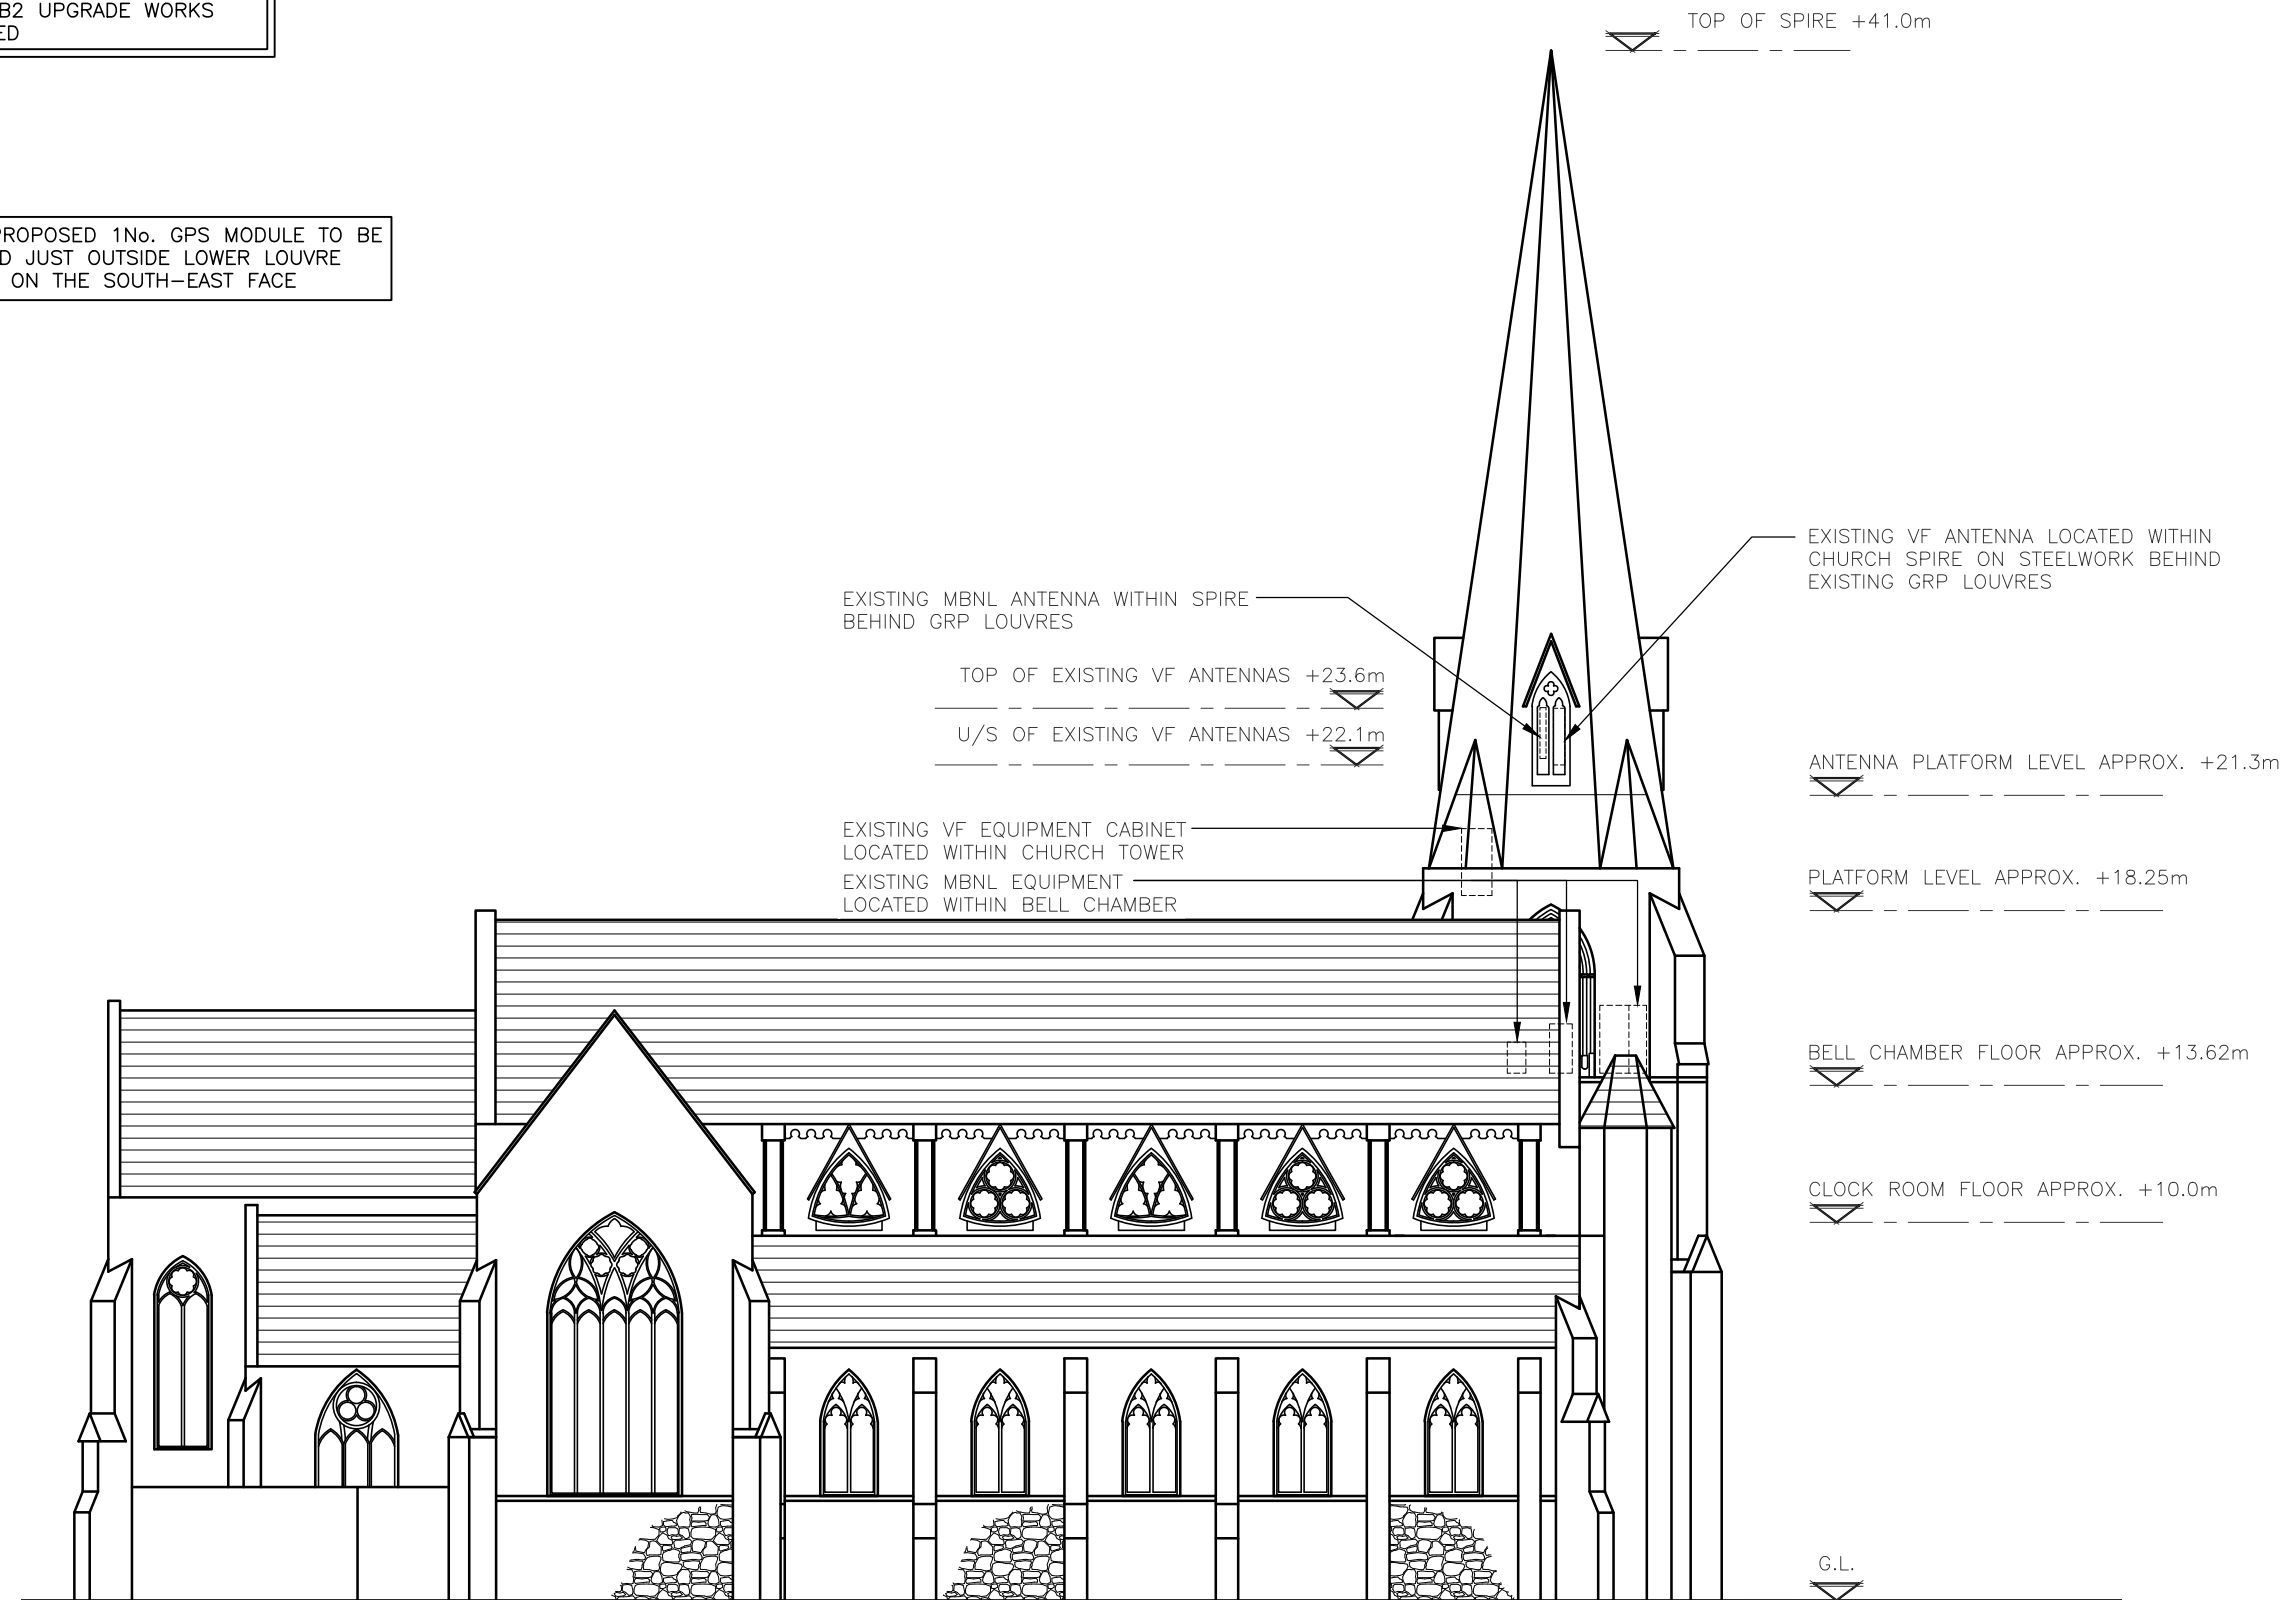 B2 UPGRADE WORKS
ED
PROPOSED 1No. GPS MODULE TO BE
D JUST OUTSIDE LOWER LOUVRE
ON THE SOUTH-EAST FACE
TOP OF SPIRE +41.0m
EXISTING VF ANTENNA LOCATED WITHIN
CHURCH SPIRE ON STEELWORK BEHIND
EXISTING GRP LOUVRES
EXISTING MBNL ANTENNA WITHIN SPIRE
BEHIND GRP LOUVRES
TOP OF EXISTING VF ANTENNAS +23.6m
U/S OF EXISTING VF ANTENNAS +22.1m
ANTENNA PLATFORM LEVEL APPROX. +21.3m
EXISTING VF EQUIPMENT CABINET
LOCATED WITHIN CHURCH TOWER
EXISTING MBNL EQUIPMENT
LOCATED WITHIN BELL CHAMBER
PLATFORM LEVEL APPROX. +18.25m
BELL CHAMBER FLOOR APPROX. +13.62m
CLOCK ROOM FLOOR APPROX. +10.0m
G.L.